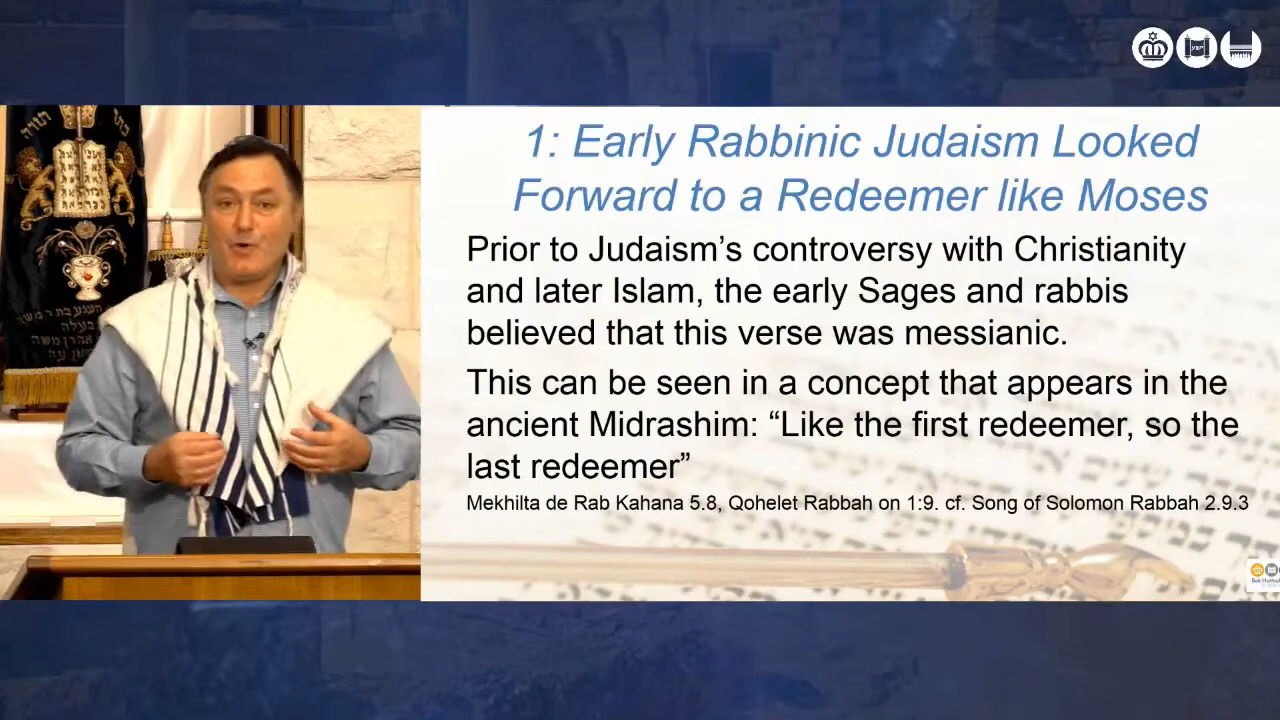 1: Early Rabbinic Judaism Looked
Forward to a Redeemer like Moses
Prior to Judaism’s controversy with Christianity
and later Islam, the early Sages and rabbis
believed that this verse was messianic.
This can be seen in a concept that appears in the
ancient Midrashim: “Like the first redeemer, so the
last redeemer”
Mekhilta de Rab Kahana 5.8, Qohelet Rabbah on 1:9. cf. Song of Solomon Rabbah 2.9.3